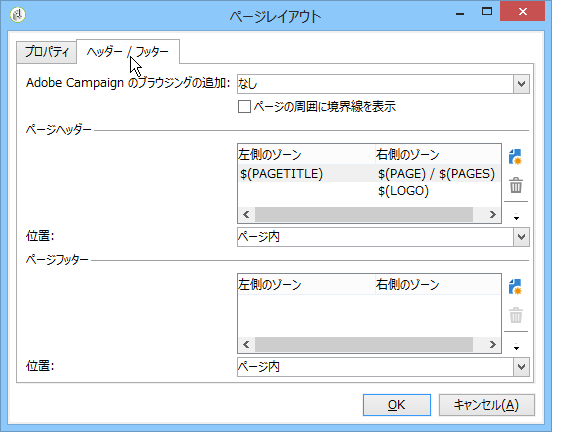 ページレイアウト
プロパティ
ヘッダー / フッター
Adobe Campaign のブラウジングの追加:
なし
ページの周囲に境界線を表示
ページヘッダー
左側のゾーン 右側のゾーン
$(PAGETITLE) $(PAGE) / $(PAGES)
$(LOGO)
位置:
ページ内
ページフッター
左側のゾーン 右側のゾーン
位置:
ページ内
OK
キャンセル(A)